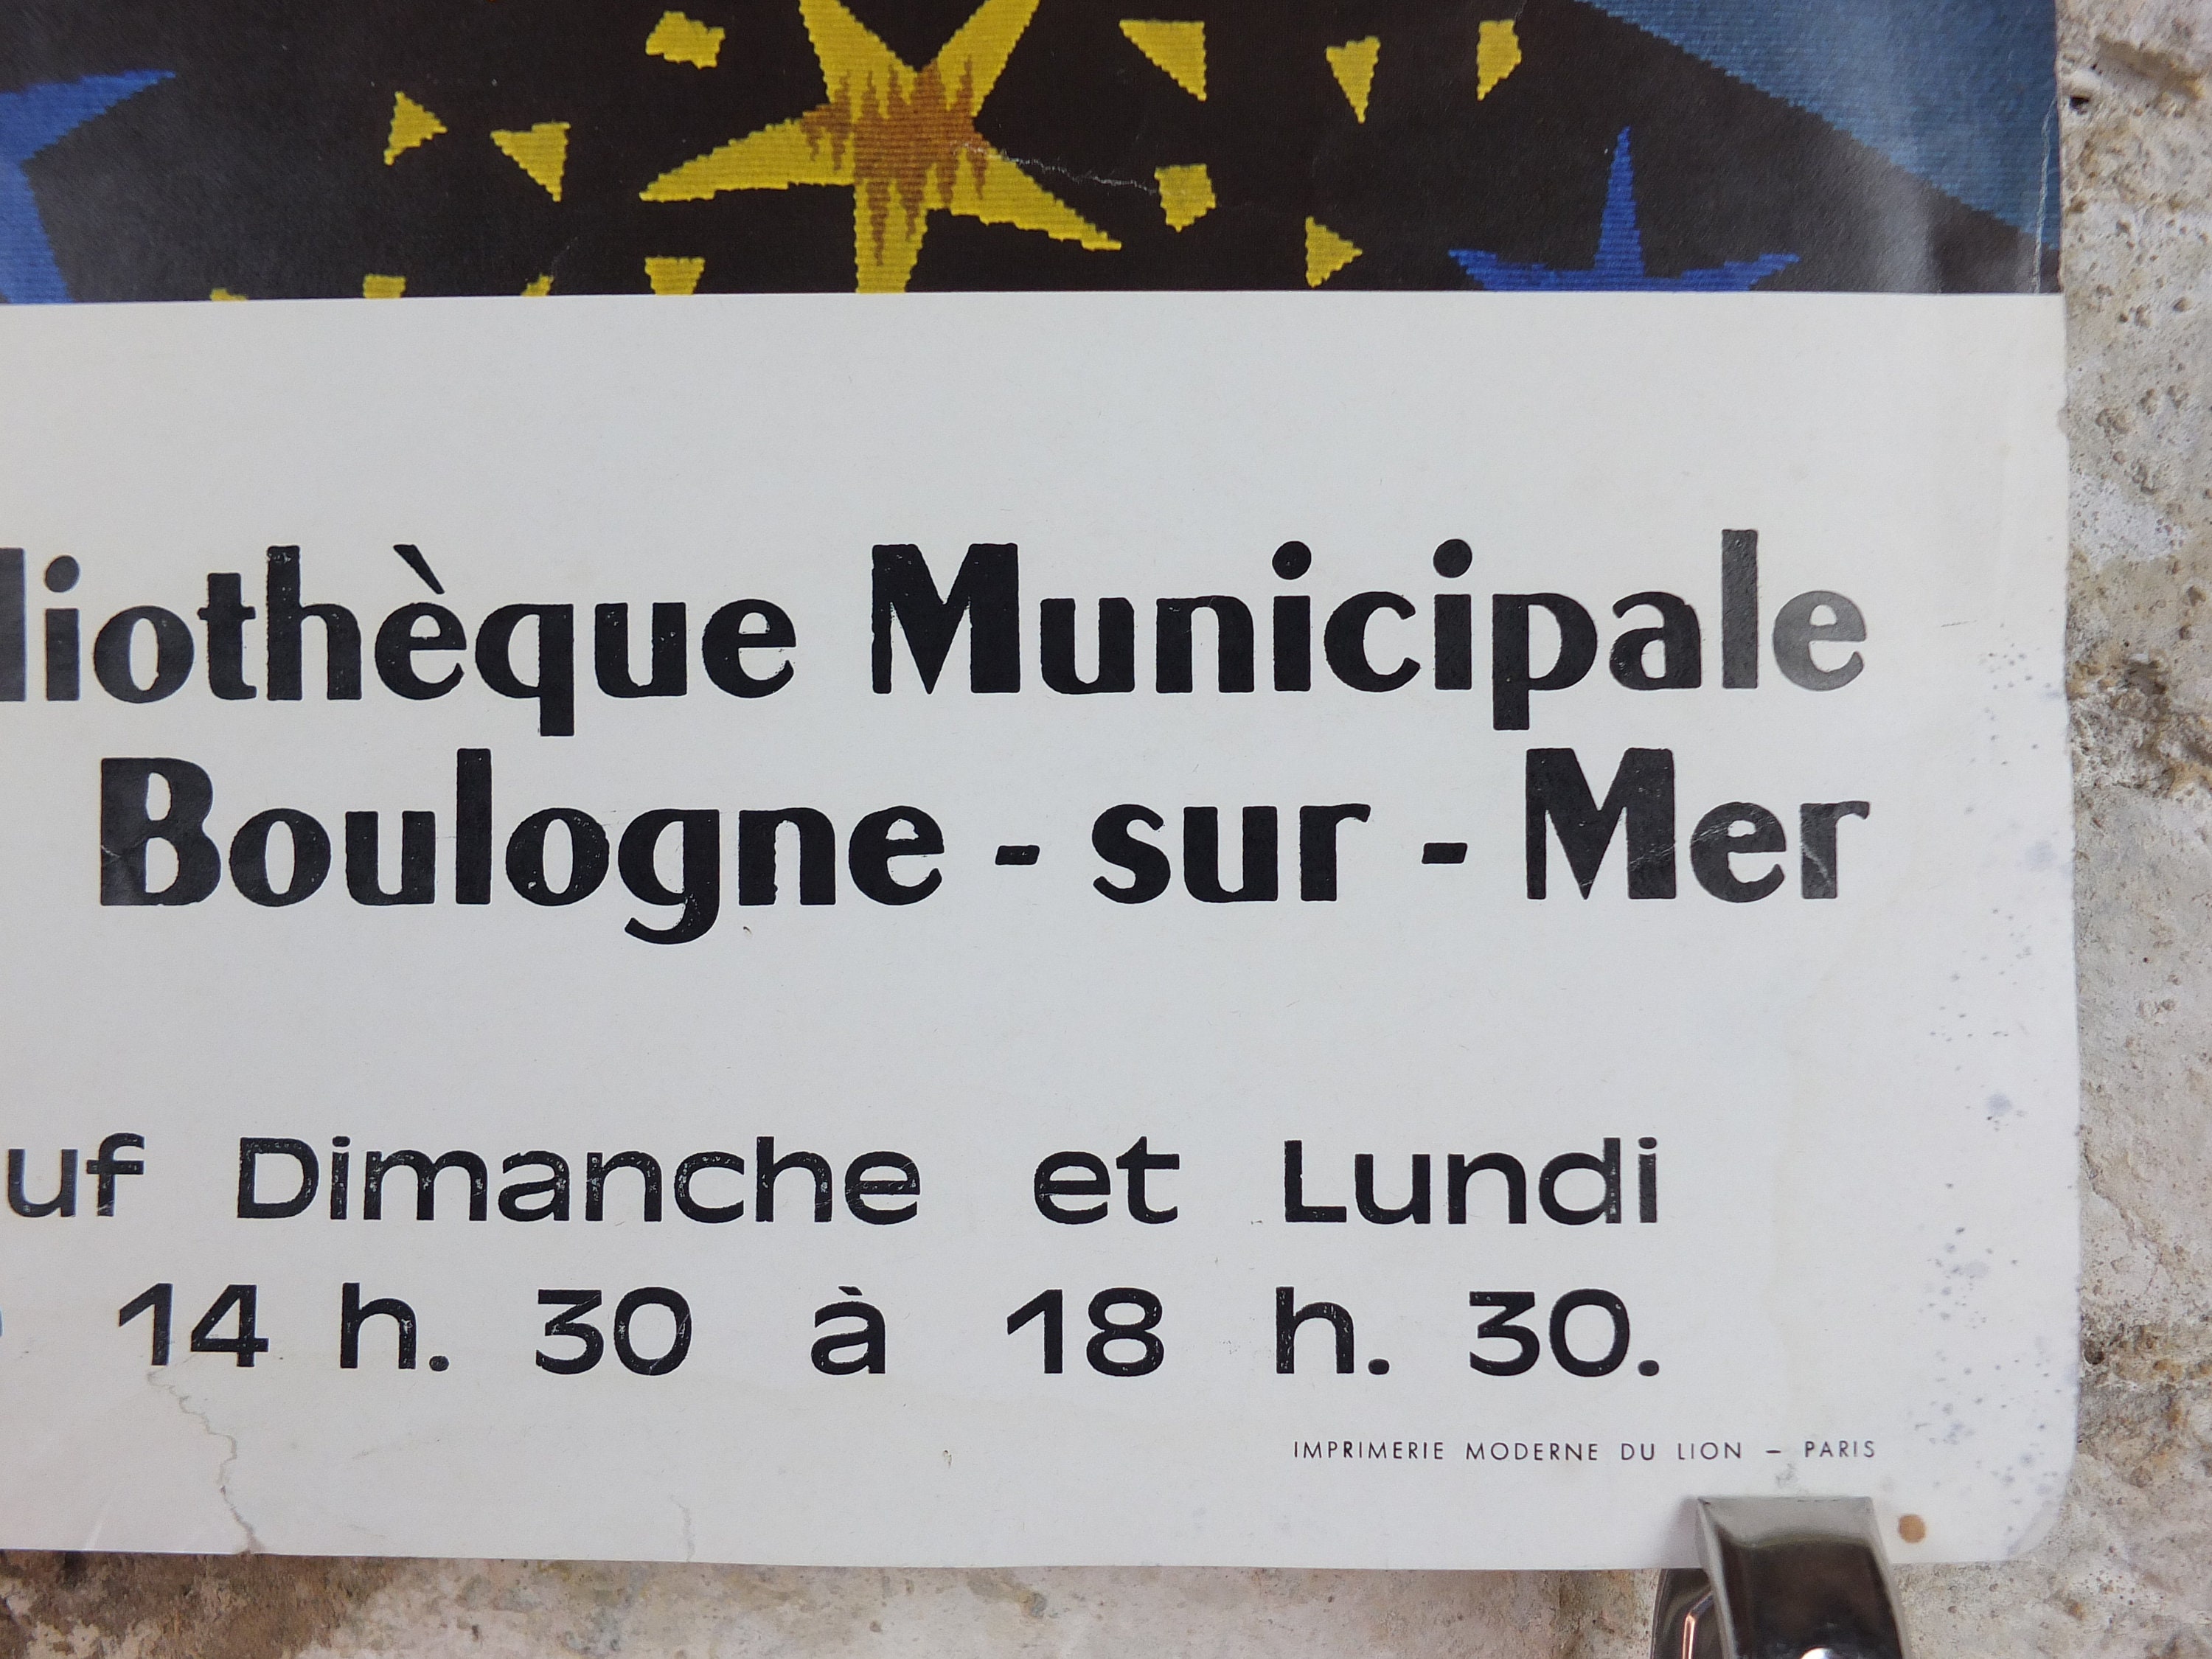 liothèque Municipale
Boulogne - sur - Mer
uf Dimanche et Lundi
14 h. 30 à 18 h. 30.
IMPRIMERIE MODERNE DU LION – PARIS